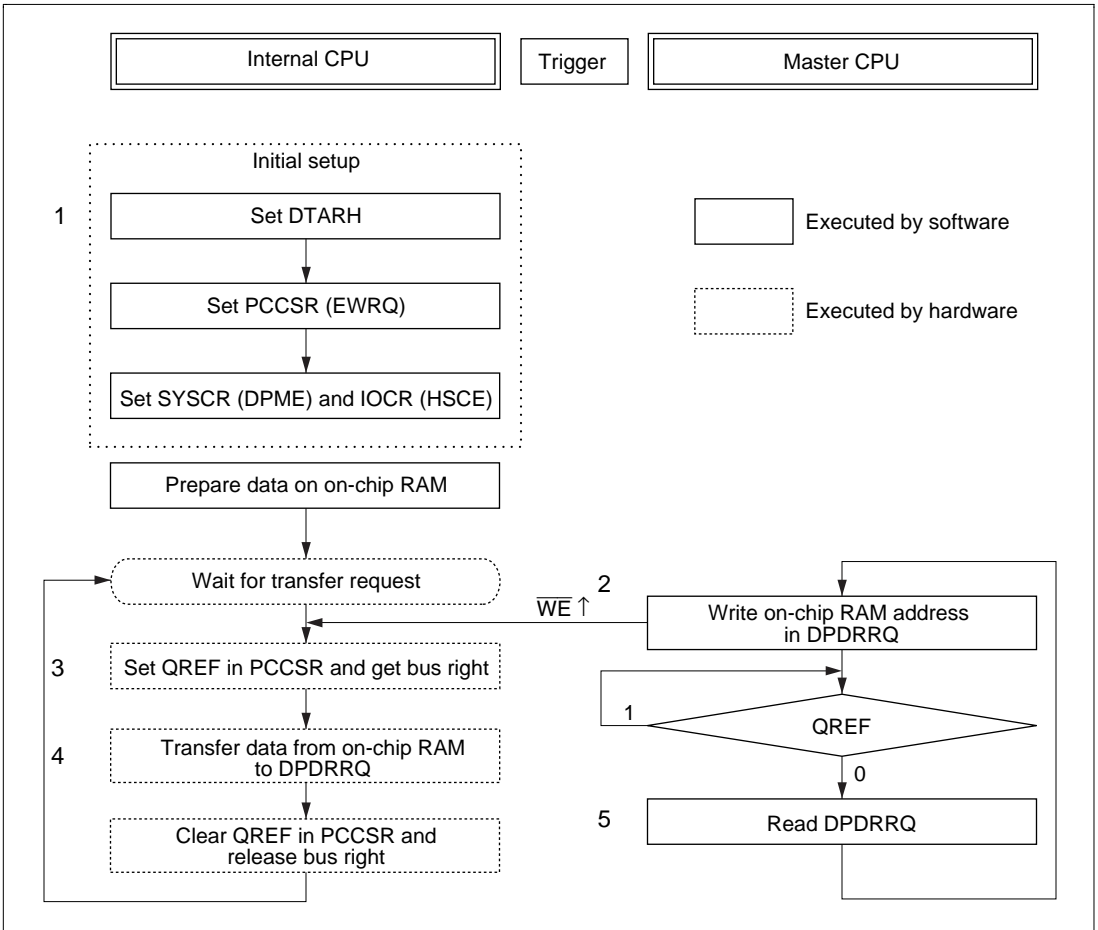 Internal CPU
Trigger
Master CPU
Initial setup
1
Set DTARH
Executed by software
Set PCCSR (EWRQ)
Executed by hardware
Set SYSCR (DPME) and IOCR (HSCE)
Prepare data on on-chip RAM
Wait for transfer request
2
WE ↑
Write on-chip RAM address
in DPDRRQ
3
Set QREF in PCCSR and get bus right
1
QREF
4
Transfer data from on-chip RAM
to DPDRRQ
0
5
Read DPDRRQ
Clear QREF in PCCSR and
release bus right